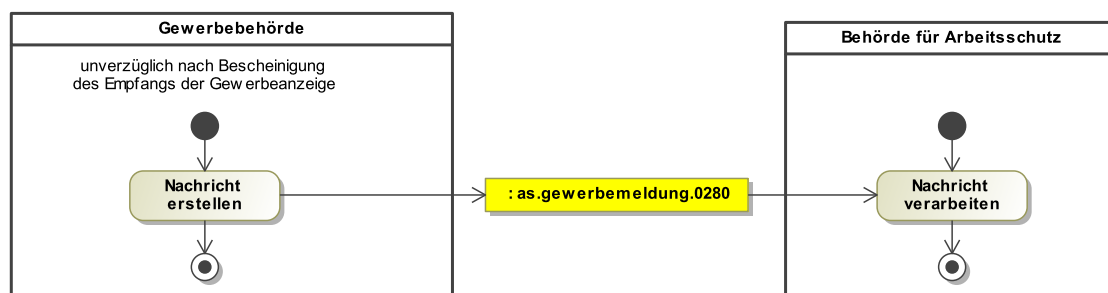 Gewerbebehörde
unverzüglich nach Bescheinigung
des Empfangs der Gewerbeanzeige
Nachricht
erstellen
: as.gewerbemeldung.0280
Behörde für Arbeitsschutz
Nachricht
verarbeiten